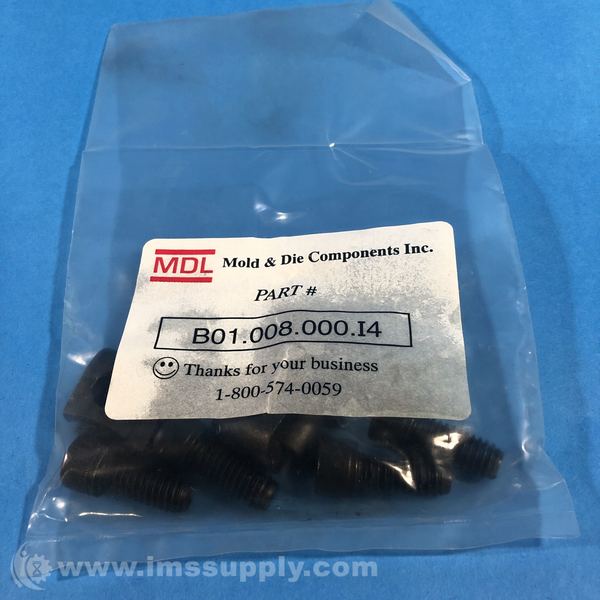 MDL Mold & Die Components Inc.
PART #
B01.008.000.I4
Thanks for your business
1-800-574-0059
www.imssupply.com